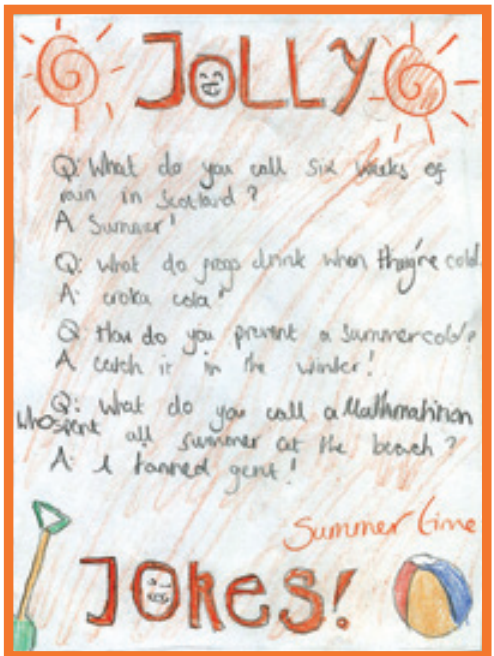 JOLLY
Q: What do you call six weeks of
rain in Scotland?
A Summer!
Q: What do frogs drink when they're cold
A: croka cola!
Q How do you prevent a summer cold?
A catch it in the winter!
Q: What do you call a Mathmatition
who spent all summer at the beach?
A: A tanned gent!
Summer time
JOKES!